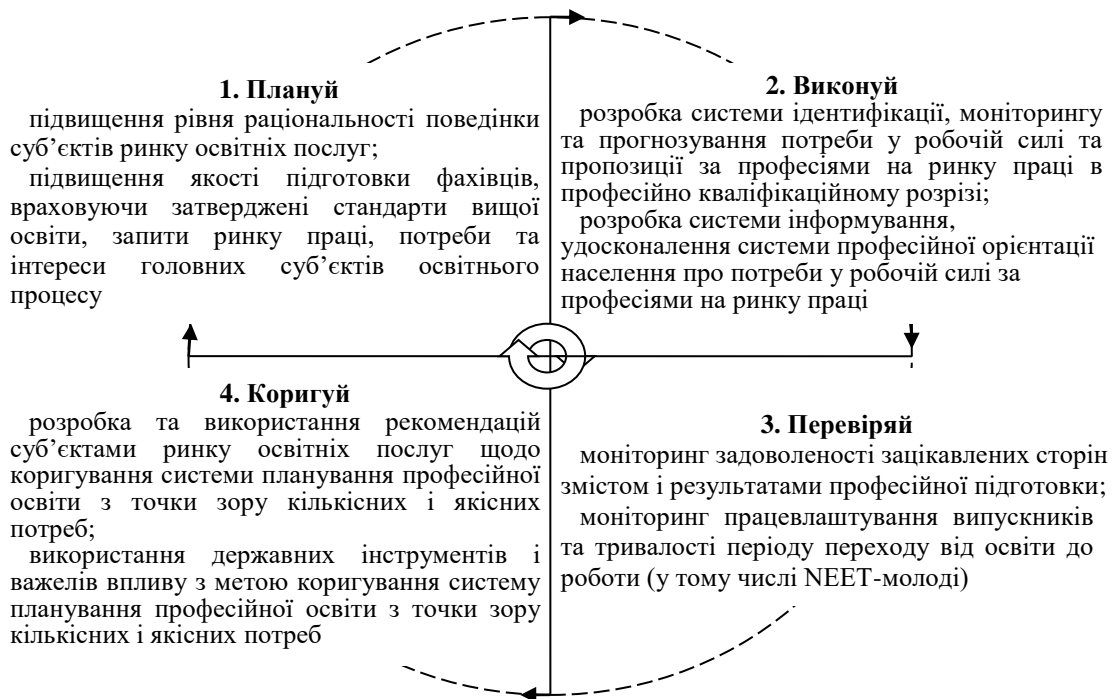 1. Плануй
підвищення рівня раціональності поведінки
суб’єктів ринку освітніх послуг;
підвищення якості підготовки фахівців,
враховуючи затверджені стандарти вищої
освіти, запити ринку праці, потреби та
інтереси головних суб’єктів освітнього
процесу
2. Виконуй
розробка системи ідентифікації, моніторингу
та прогнозування потреби у робочій силі та
пропозиції за професіями на ринку праці в
професійно кваліфікаційному розрізі;
розробка системи інформування,
удосконалення системи професійної орієнтації
населення про потреби у робочій силі за
професіями на ринку праці
3. Перевіряй
моніторинг задоволеності зацікавлених сторін
змістом і результатами професійної підготовки;
моніторинг працевлаштування випускників
та тривалості періоду переходу від освіти до
роботи (у тому числі NEET-молоді)
4. Коригуй
розробка та використання рекомендацій
суб’єктами ринку освітніх послуг щодо
коригування системи планування професійної
освіти з точки зору кількісних і якісних
потреб;
використання державних інструментів і
важелів впливу з метою коригування систему
планування професійної освіти з точки зору
кількісних і якісних потреб